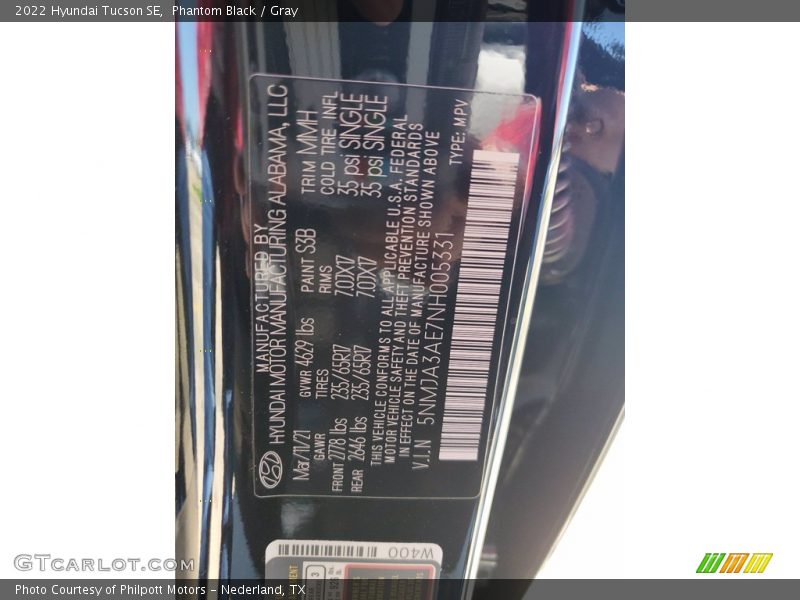 2022 Hyundai Tucson SE, Phantom Black / Gray
MANUFACTURED BY
HYUNDAI MOTOR MANUFACTURING ALABAMA, LLC
Mar/11/21 GVWR 4629 lbs PAINT S3B TRIM MMH
GAWR TIRES RIMS COLD TIRE INFL
FRONT 2778 lbs 235/65R17 7.0JX17 35 psi SINGLE
REAR 2646 lbs 235/65R17 7.0JX17 35 psi SINGLE
THIS VEHICLE CONFORMS TO ALL APPLICABLE U.S.A. FEDERAL
MOTOR VEHICLE SAFETY AND THEFT PREVENTION STANDARDS
IN EFFECT ON THE DATE OF MANUFACTURE SHOWN ABOVE
V.I.N 5NMJA3AE7NH005331 TYPE: MPV
W400
3
GTCarlot.com
Photo Courtesy of Philpott Motors - Nederland, TX